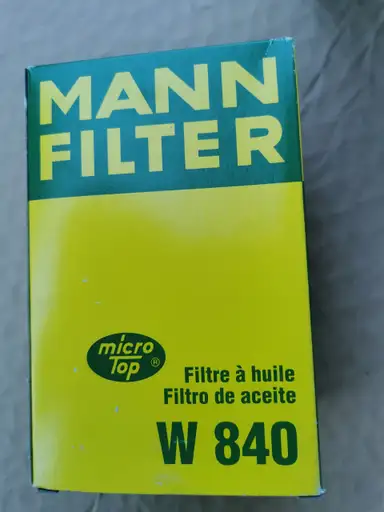 MANN
FILTER
micro
Top ®
Filtre à huile
Filtro de aceite
W 840